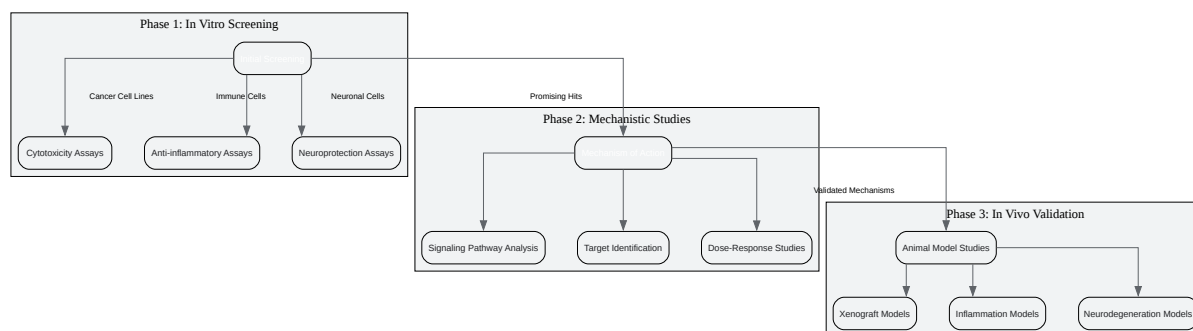 Phase 1: In Vitro Screening
Initial Screening
Cancer Cell Lines
Immune Cells
Neuronal Cells
Promising Hits
Cytotoxicity Assays
Anti-inflammatory Assays
Neuroprotection Assays
Phase 2: Mechanistic Studies
Validated Mechanisms
Signaling Pathway Analysis
Target Identification
Dose-Response Studies
Phase 3: In Vivo Validation
Animal Model Studies
Xenograft Models
Inflammation Models
Neurodegeneration Models